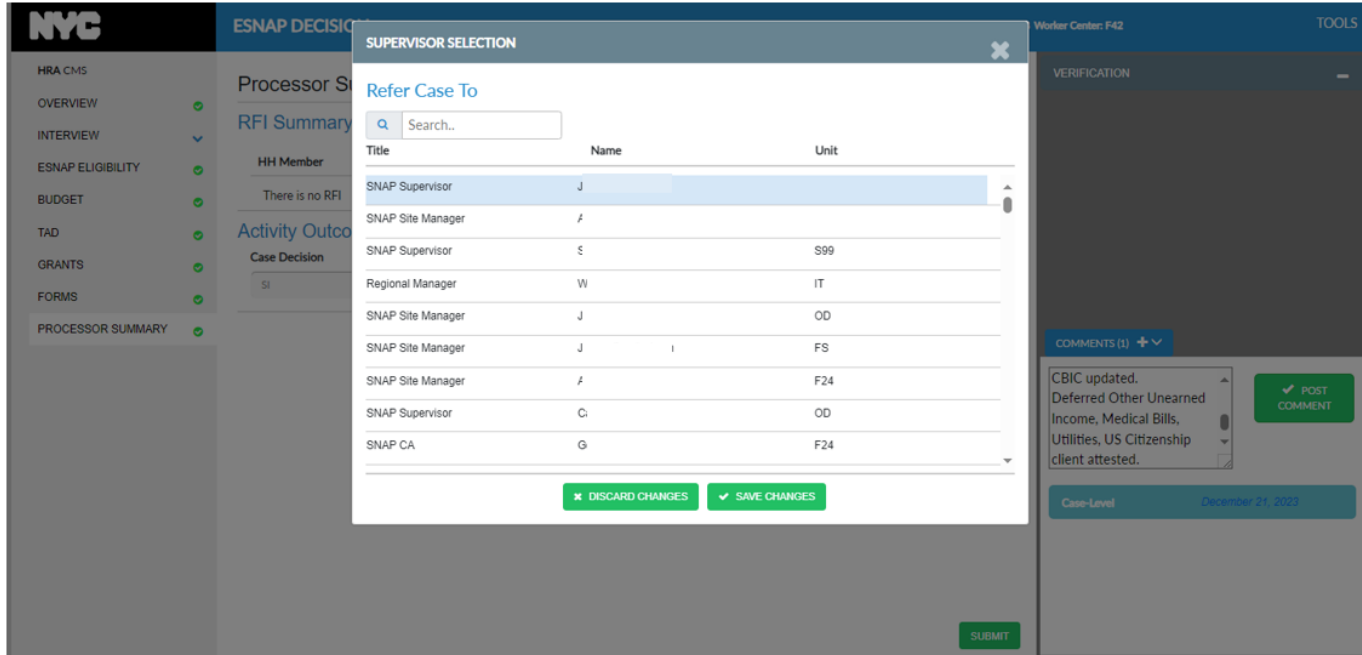 NYC
ESNAP DECISIO
Worker Center: F42
TOOLS
HRA CMS
OVERVIEW
INTERVIEW
ESNAP ELIGIBILITY
BUDGET
TAD
GRANTS
FORMS
PROCESSOR SUMMARY
Processor Su
RFI Summary
HH Member
There is no RFI
Activity Outco
Case Decision
SI
SUPERVISOR SELECTION
Refer Case To
Search..
Title Name Unit
SNAP Supervisor J
SNAP Site Manager A
SNAP Supervisor S S99
Regional Manager W IT
SNAP Site Manager J OD
SNAP Site Manager J FS
SNAP Site Manager A F24
SNAP Supervisor C OD
SNAP CA G F24
DISCARD CHANGES SAVE CHANGES
SUBMIT
VERIFICATION
COMMENTS (1)
CBIC updated.
Deferred Other Unearned
Income, Medical Bills,
Utilities, US Citizenship
client attested.
POST
COMMENT
Case-Level December 21, 2023